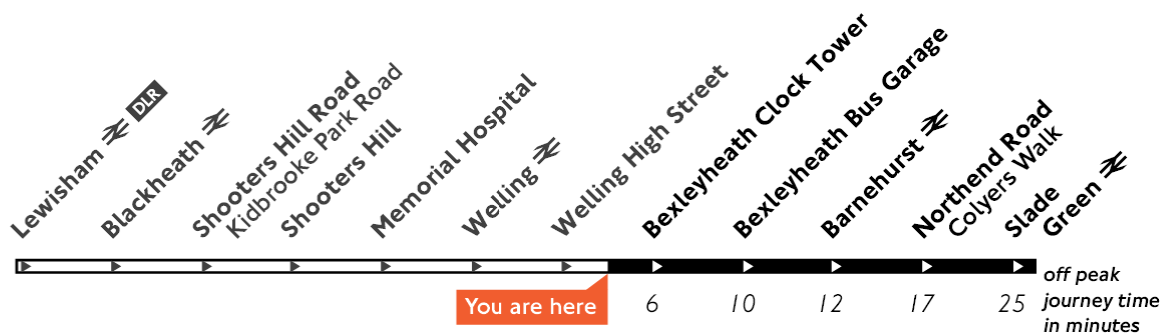 Lewisham DLR
Blackheath
Shooters Hill Road
Kidbrooke Park Road
Shooters Hill
Memorial Hospital
Welling
Welling High Street
Bexleyheath Clock Tower
Bexleyheath Bus Garage
Barnehurst
Northend Road
Colyers Walk
Slade
Green
You are here
6 10 12 17 25
off peak
journey time
in minutes